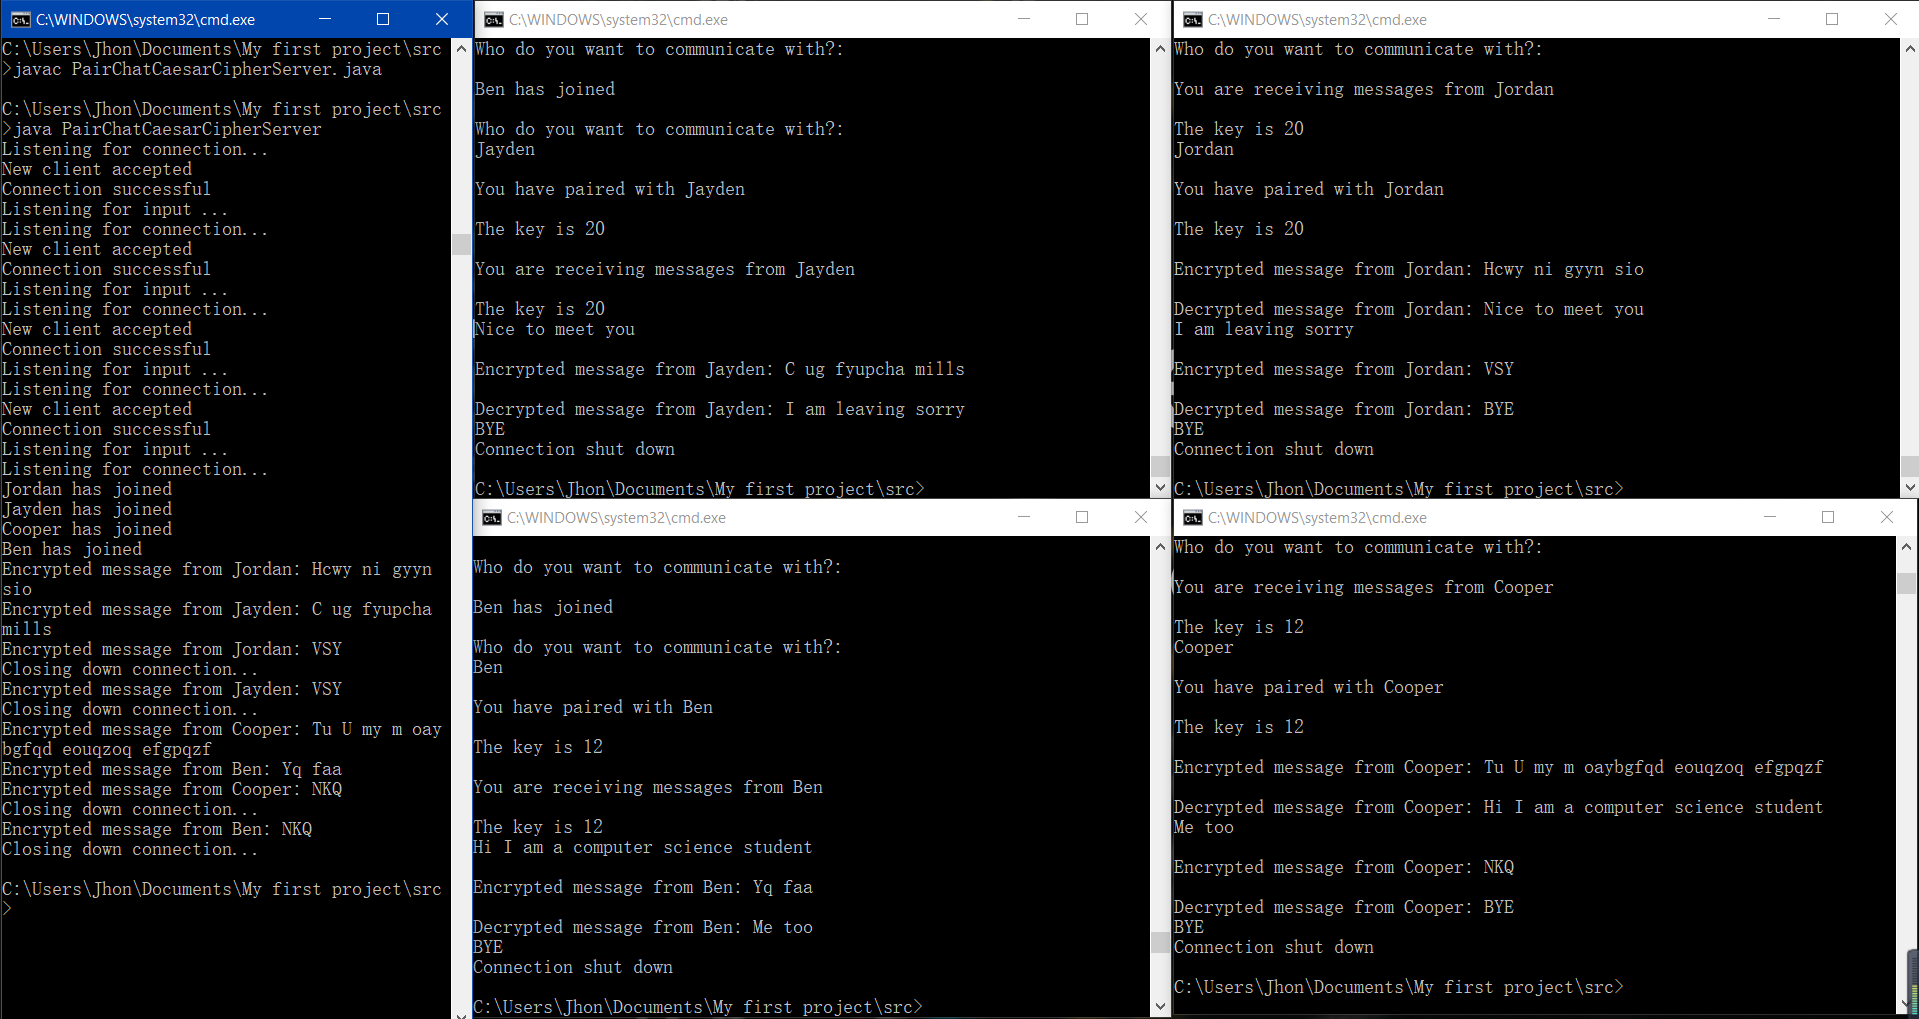 C:\WINDOWS\system32\cmd.exe
C:\Users\Jhon\Documents\My first project\src
>javac PairChatCaesarCipherServer.java
C:\Users\Jhon\Documents\My first project\src
>java PairChatCaesarCipherServer
Listening for connection...
New client accepted
Connection successful
Listening for input ...
Listening for connection...
New client accepted
Connection successful
Listening for input ...
Listening for connection...
New client accepted
Connection successful
Listening for input ...
Listening for connection...
New client accepted
Connection successful
Listening for input ...
Listening for connection...
Jordan has joined
Jayden has joined
Cooper has joined
Ben has joined
Encrypted message from Jordan: Hcwy ni gyyn
sio
Encrypted message from Jayden: C ug fyupcha
mills
Encrypted message from Jordan: VSY
Closing down connection...
Encrypted message from Jayden: VSY
Closing down connection...
Encrypted message from Cooper: Tu U my m oay
bgfqd eouqzoq efgpqzf
Encrypted message from Ben: Yq faa
Encrypted message from Cooper: NKQ
Closing down connection...
Encrypted message from Ben: NKQ
Closing down connection...
C:\Users\Jhon\Documents\My first project\src
>
C:\WINDOWS\system32\cmd.exe
Who do you want to communicate with?:
Ben has joined
Who do you want to communicate with?:
Jayden
You have paired with Jayden
The key is 20
You are receiving messages from Jayden
The key is 20
Nice to meet you
Encrypted message from Jayden: C ug fyupcha mills
Decrypted message from Jayden: I am leaving sorry
BYE
Connection shut down
C:\Users\Jhon\Documents\My first project\src>
C:\WINDOWS\system32\cmd.exe
Who do you want to communicate with?:
You are receiving messages from Jordan
The key is 20
Jordan
You have paired with Jordan
The key is 20
Encrypted message from Jordan: Hcwy ni gyyn sio
Decrypted message from Jordan: Nice to meet you
I am leaving sorry
Encrypted message from Jordan: VSY
Decrypted message from Jordan: BYE
BYE
Connection shut down
C:\Users\Jhon\Documents\My first project\src>
C:\WINDOWS\system32\cmd.exe
Who do you want to communicate with?:
Ben has joined
Who do you want to communicate with?:
Ben
You have paired with Ben
The key is 12
You are receiving messages from Ben
The key is 12
Hi I am a computer science student
Encrypted message from Ben: Yq faa
Decrypted message from Ben: Me too
BYE
Connection shut down
C:\Users\Jhon\Documents\My first project\src>
C:\WINDOWS\system32\cmd.exe
Who do you want to communicate with?:
You are receiving messages from Cooper
The key is 12
Cooper
You have paired with Cooper
The key is 12
Encrypted message from Cooper: Tu U my m oaybgfqd eouqzoq efgpqzf
Decrypted message from Cooper: Hi I am a computer science student
Me too
Encrypted message from Cooper: NKQ
Decrypted message from Cooper: BYE
BYE
Connection shut down
C:\Users\Jhon\Documents\My first project\src>